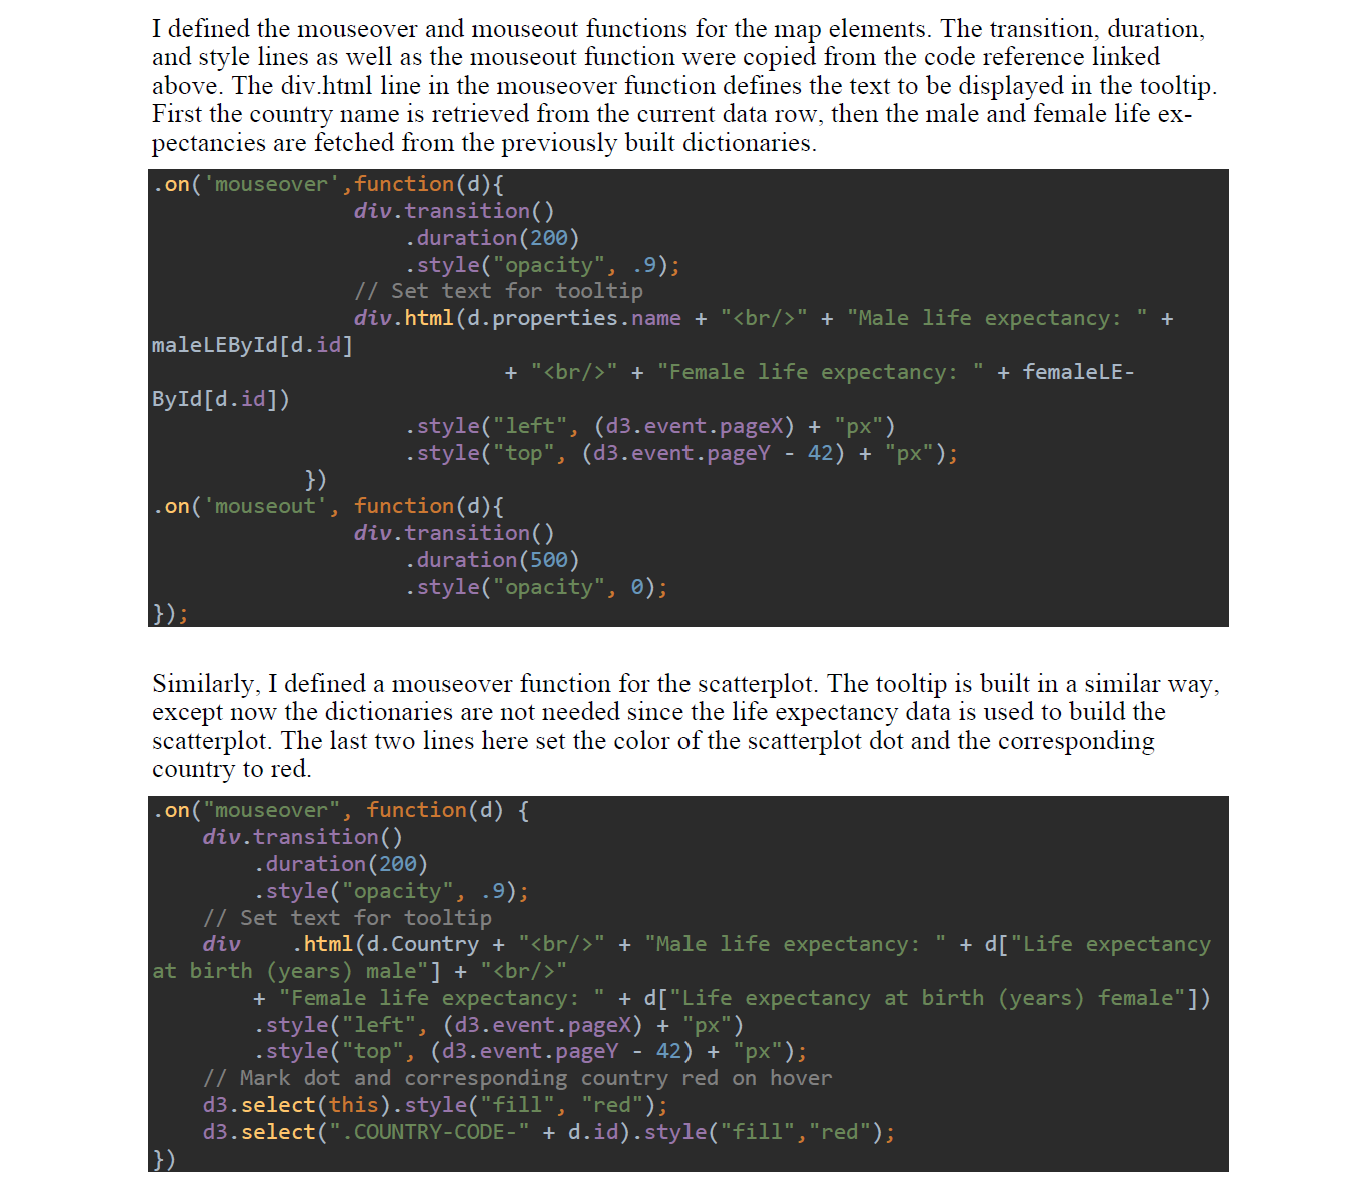 I defined the mouseover and mouseout functions for the map elements. The transition, duration,
and style lines as well as the mouseout function were copied from the code reference linked
above. The div.html line in the mouseover function defines the text to be displayed in the tooltip.
First the country name is retrieved from the current data row, then the male and female life ex-
pectancies are fetched from the previously built dictionaries.
.on('mouseover',function(d){
div.transition()
.duration(200)
.style("opacity", .9);
// Set text for tooltip
div.html(d.properties.name + "<br/>" + "Male life expectancy: " +
maleLEById[d.id]
+ "<br/>" + "Female life expectancy: " + femaleLE-
ById[d.id])
.style("left", (d3.event.pageX) + "px")
.style("top", (d3.event.pageY - 42) + "px");
})
.on('mouseout', function(d){
div.transition()
.duration(500)
.style("opacity", 0);
});
Similarly, I defined a mouseover function for the scatterplot. The tooltip is built in a similar way,
except now the dictionaries are not needed since the life expectancy data is used to build the
scatterplot. The last two lines here set the color of the scatterplot dot and the corresponding
country to red.
.on("mouseover", function(d) {
div.transition()
.duration(200)
.style("opacity", .9);
// Set text for tooltip
div    .html(d.Country + "<br/>" + "Male life expectancy: " + d["Life expectancy
at birth (years) male"] + "<br/>"
+ "Female life expectancy: " + d["Life expectancy at birth (years) female"])
.style("left", (d3.event.pageX) + "px")
.style("top", (d3.event.pageY - 42) + "px");
// Mark dot and corresponding country red on hover
d3.select(this).style("fill", "red");
d3.select(".COUNTRY-CODE-" + d.id).style("fill","red");
})